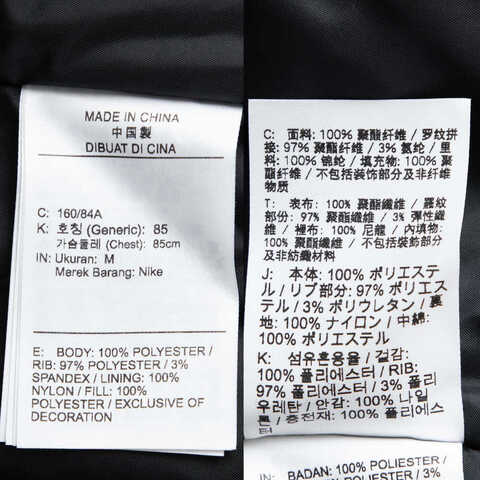 MADE IN CHINA
中国製
DIBUAT DI CINA
C: 160/84A
K: 호칭 (Generic): 85
가슴둘레 (Chest): 85cm
IN: Ukuran: M
Merek Barang: Nike
E: BODY: 100% POLYESTER /
RIB: 97% POLYESTER / 3%
SPANDEX / LINING: 100%
NYLON / FILL: 100%
POLYESTER / EXCLUSIVE OF
DECORATION
C: 面料: 100% 聚酯纤维 / 罗纹拼
接: 97% 聚酯纤维 / 3% 氨纶 / 里
料: 100% 锦纶 / 填充物: 100% 聚
酯纤维 / 不包括装饰部分及非纤维
物质
T: 表布: 100% 聚酯纖維 / 羅紋
部份: 97% 聚酯纖維 / 3% 彈性纖
維 / 裡布: 100% 尼龍 / 內填物:
100% 聚酯纖維 / 不包括裝飾部分
及非紡織材料
J: 本体: 100% ポリエステ
ル / リブ部分: 97% ポリエス
テル / 3% ポリウレタン / 裏
地: 100% ナイロン / 中綿:
100% ポリエステル
K: 섬유혼용율 / 겉감:
100% 폴리에스터 / RIB:
97% 폴리에스터 / 3% 폴리
우레탄 / 안감: 100% 나일
론 / 충전재: 100% 폴리에스
터
IN: BADAN: 100% POLIESTER /
RIB: 97% POLIESTER / 3%